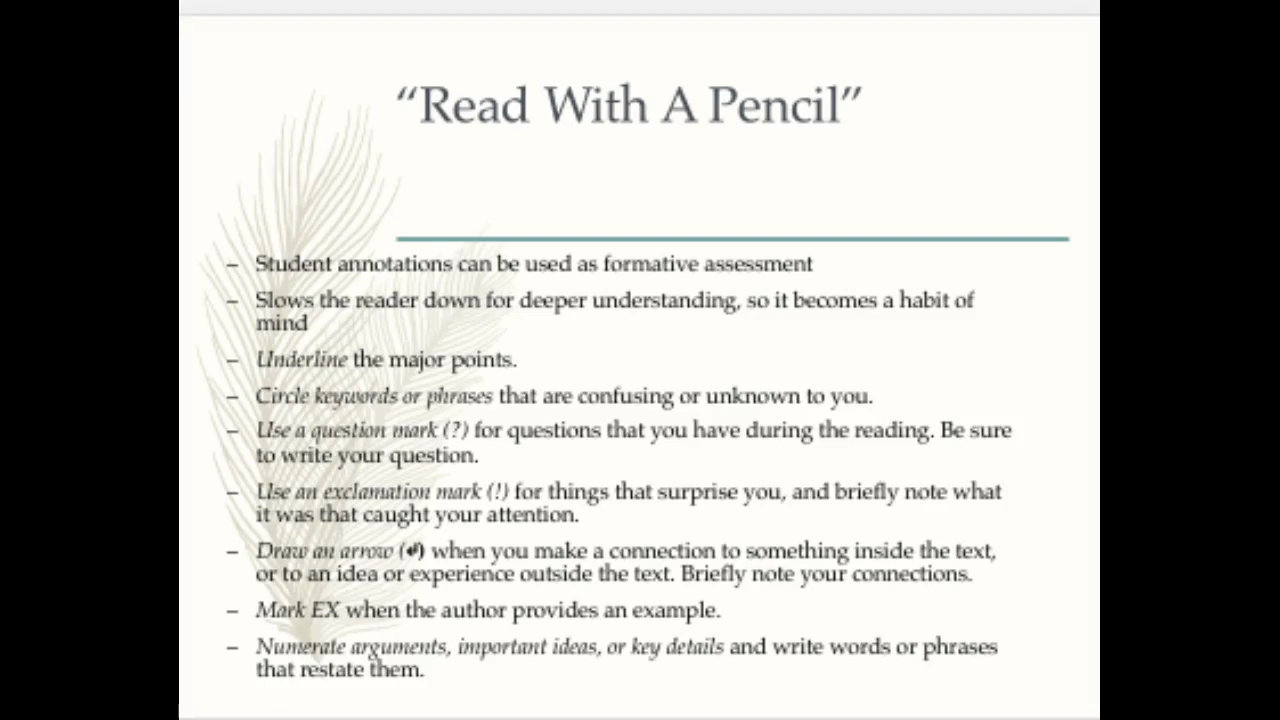 “Read With A Pencil”
– Student annotations can be used as formative assessment
– Slows the reader down for deeper understanding, so it becomes a habit of
mind
– Underline the major points.
– Circle keywords or phrases that are confusing or unknown to you.
– Use a question mark (?) for questions that you have during the reading. Be sure
to write your question.
– Use an exclamation mark (!) for things that surprise you, and briefly note what
it was that caught your attention.
– Draw an arrow (↵) when you make a connection to something inside the text,
or to an idea or experience outside the text. Briefly note your connections.
– Mark EX when the author provides an example.
– Numerate arguments, important ideas, or key details and write words or phrases
that restate them.